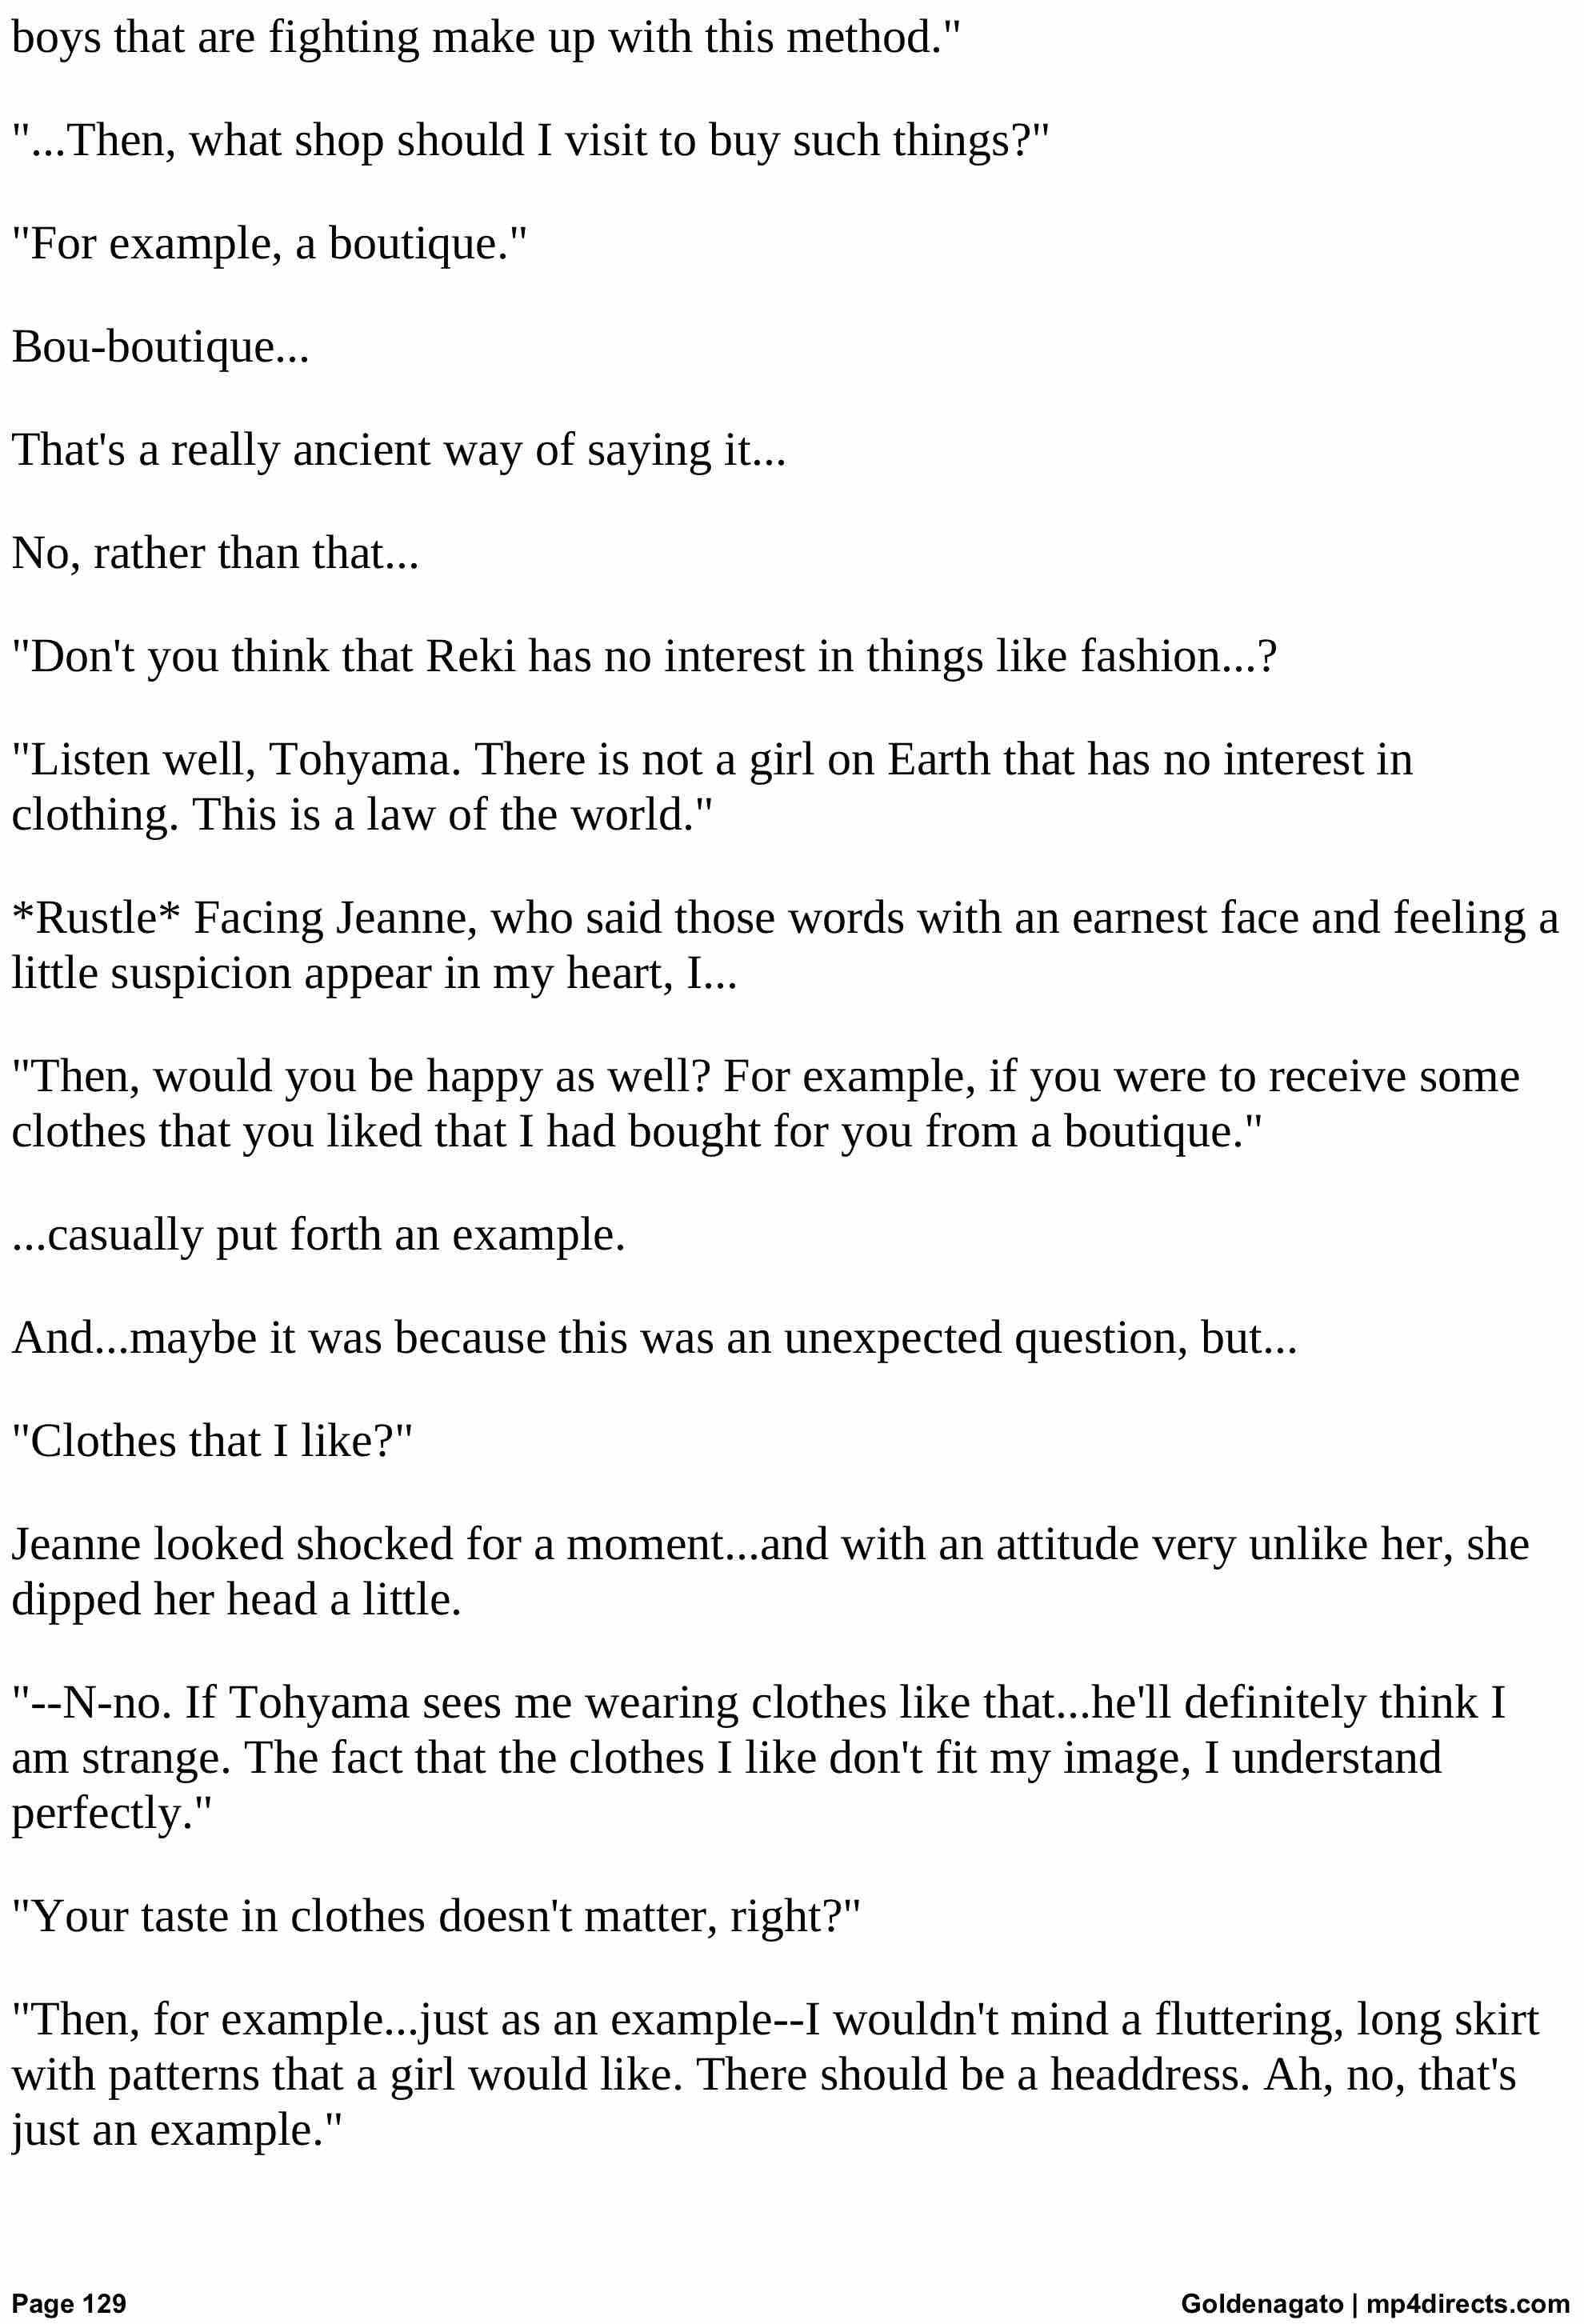 boys that are fighting make up with this method."
"...Then, what shop should I visit to buy such things?"
"For example, a boutique."
Bou-boutique...
That's a really ancient way of saying it...
No, rather than that...
"Don't you think that Reki has no interest in things like fashion...?
"Listen well, Tohyama. There is not a girl on Earth that has no interest in
clothing. This is a law of the world."
*Rustle* Facing Jeanne, who said those words with an earnest face and feeling a
little suspicion appear in my heart, I...
"Then, would you be happy as well? For example, if you were to receive some
clothes that you liked that I had bought for you from a boutique."
...casually put forth an example.
And...maybe it was because this was an unexpected question, but...
"Clothes that I like?"
Jeanne looked shocked for a moment...and with an attitude very unlike her, she
dipped her head a little.
"--N-no. If Tohyama sees me wearing clothes like that...he'll definitely think I
am strange. The fact that the clothes I like don't fit my image, I understand
perfectly."
"Your taste in clothes doesn't matter, right?"
"Then, for example...just as an example--I wouldn't mind a fluttering, long skirt
with patterns that a girl would like. There should be a headdress. Ah, no, that's
just an example."
Page 129
Goldenagato | mp4directs.com